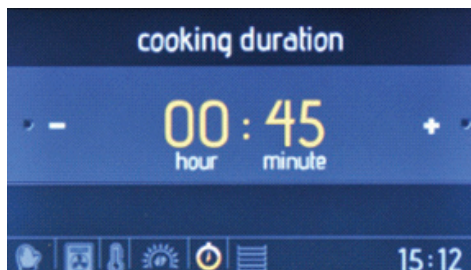 cooking duration
- 00 : 45 +
hour minute
15:12